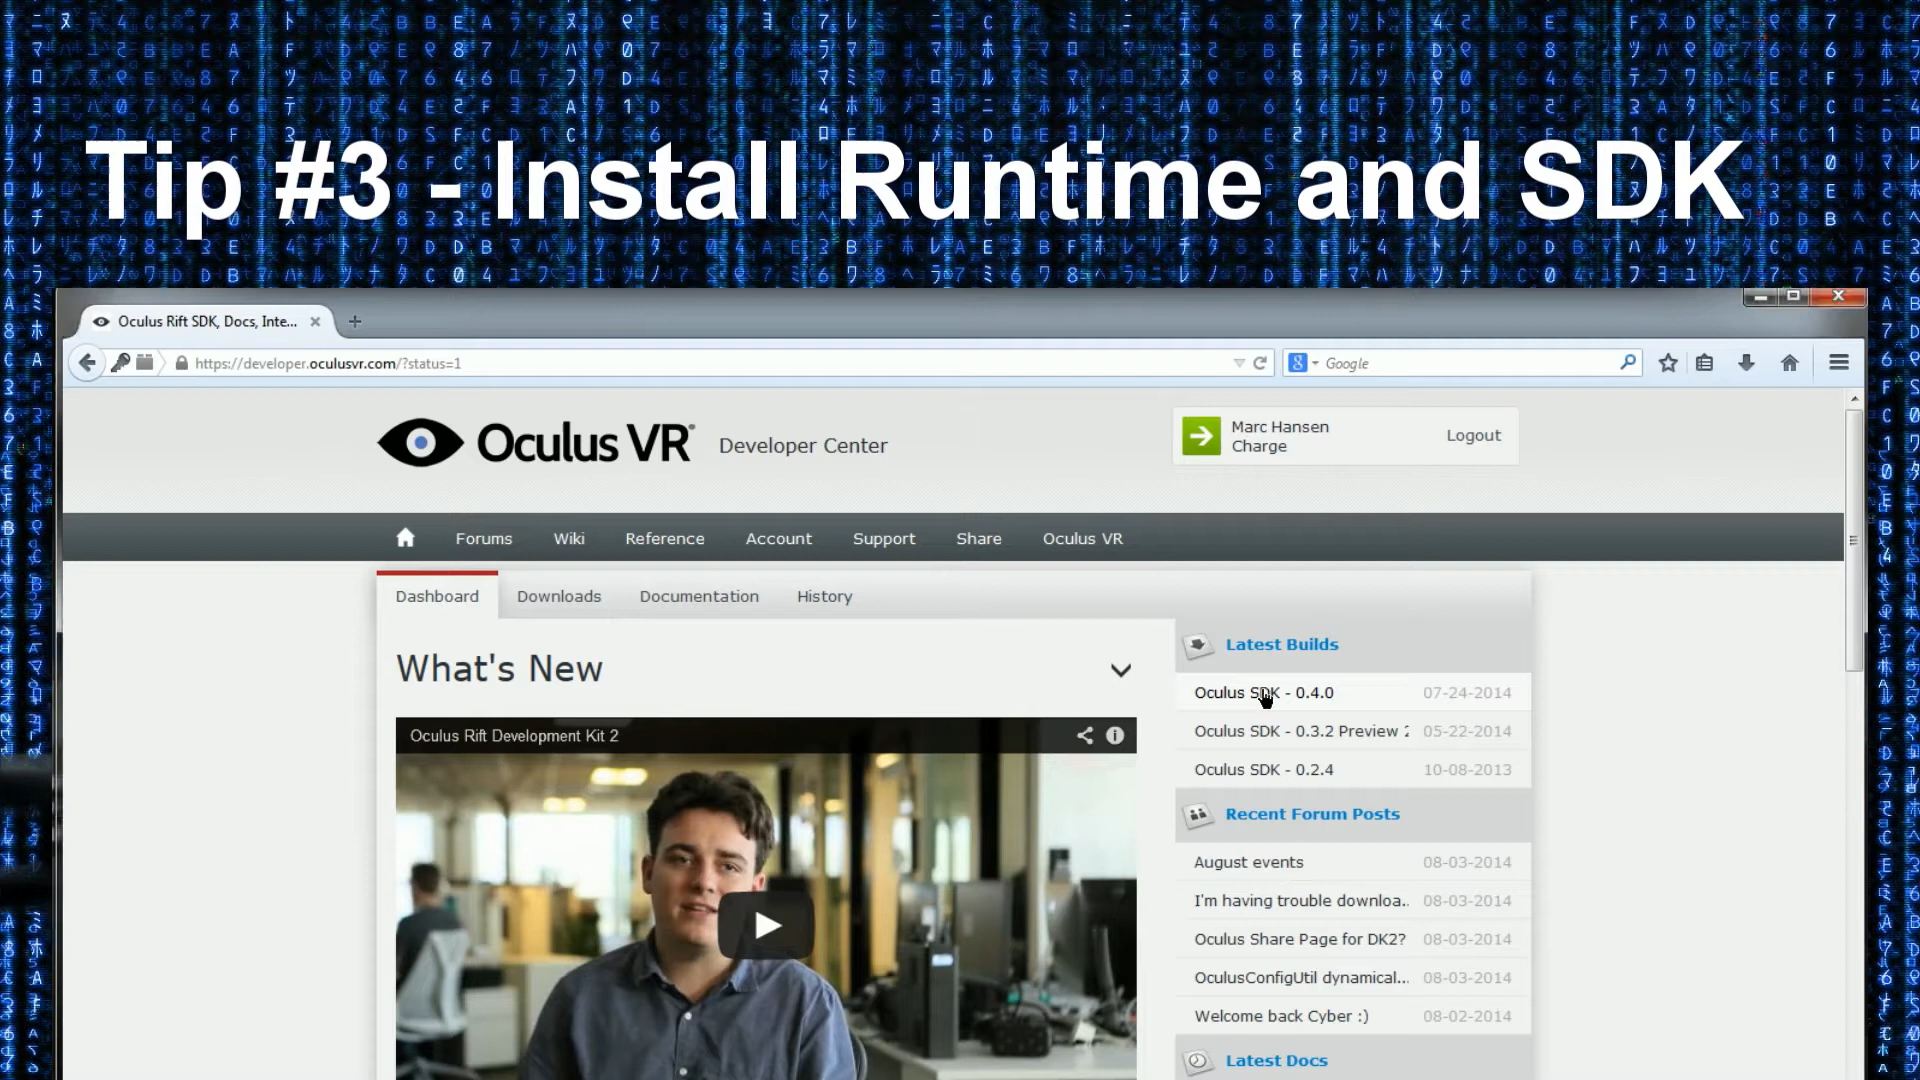 Tip #3 - Install Runtime and SDK
Oculus Rift SDK, Docs, Inte...
https://developer.oculusvr.com/?status=1
Google
Oculus VR
Developer Center
Marc Hansen
Charge
Logout
Forums Wiki Reference Account Support Share Oculus VR
Dashboard Downloads Documentation History
What's New
Oculus Rift Development Kit 2
Latest Builds
Oculus SDK - 0.4.0 07-24-2014
Oculus SDK - 0.3.2 Preview 2 05-22-2014
Oculus SDK - 0.2.4 10-08-2013
Recent Forum Posts
August events 08-03-2014
I'm having trouble downloa.. 08-03-2014
Oculus Share Page for DK2? 08-03-2014
OculusConfigUtil dynamical... 08-03-2014
Welcome back Cyber :) 08-02-2014
Latest Docs